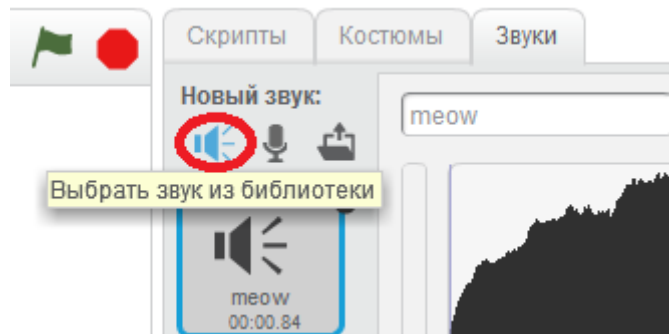 Скрипты Костюмы Звуки
Новый звук:
meow
Выбрать звук из библиотеки
meow
00:00.84